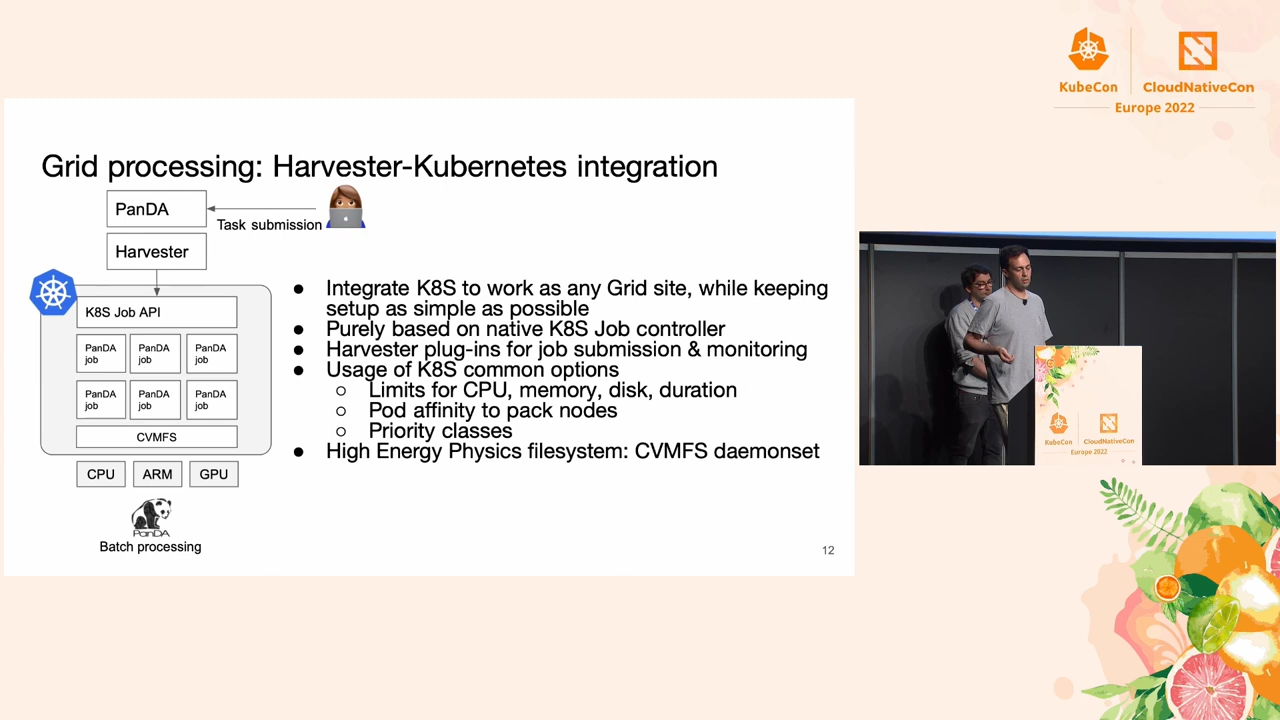 KubeCon
CloudNativeCon
Europe 2022
Grid processing: Harvester-Kubernetes integration
PanDA
Task submission
Harvester
K8S Job API
PanDA job
PanDA job
PanDA job
PanDA job
PanDA job
PanDA job
CVMFS
CPU
ARM
GPU
PanDA
Batch processing
● Integrate K8S to work as any Grid site, while keeping
setup as simple as possible
● Purely based on native K8S Job controller
● Harvester plug-ins for job submission & monitoring
● Usage of K8S common options
○ Limits for CPU, memory, disk, duration
○ Pod affinity to pack nodes
○ Priority classes
● High Energy Physics filesystem: CVMFS daemonset
12
KubeCon
CloudNativeCon
Europe 2022